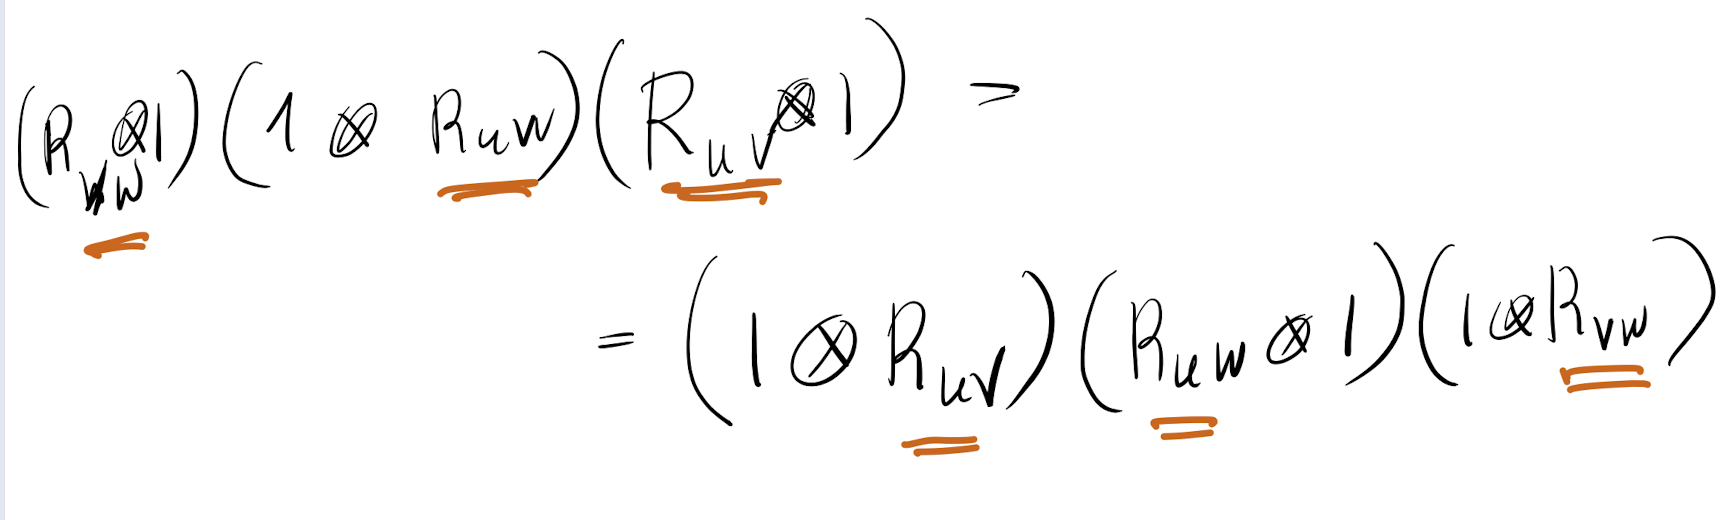 (R_{vw} ⊗ 1)(1 ⊗ R_{uw})(R_{uv} ⊗ 1) =
= (1 ⊗ R_{uv})(R_{uw} ⊗ 1)(1 ⊗ R_{vw})